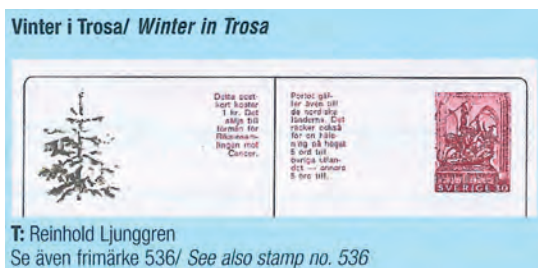 Vinter i Trosa/ Winter in Trosa
Detta post-
kort kostar
1 kr. Det
säljs till
förmån för
Riksinsam-
lingen mot
Cancer.
Portot gäl-
ler även till
de nordiska
länderna. Det
räcker också
för en häls-
ning på högst
5 ord till
övriga utlan-
det — annars
5 öre till.
SVERIGE 30
T: Reinhold Ljunggren
Se även frimärke 536/ See also stamp no. 536